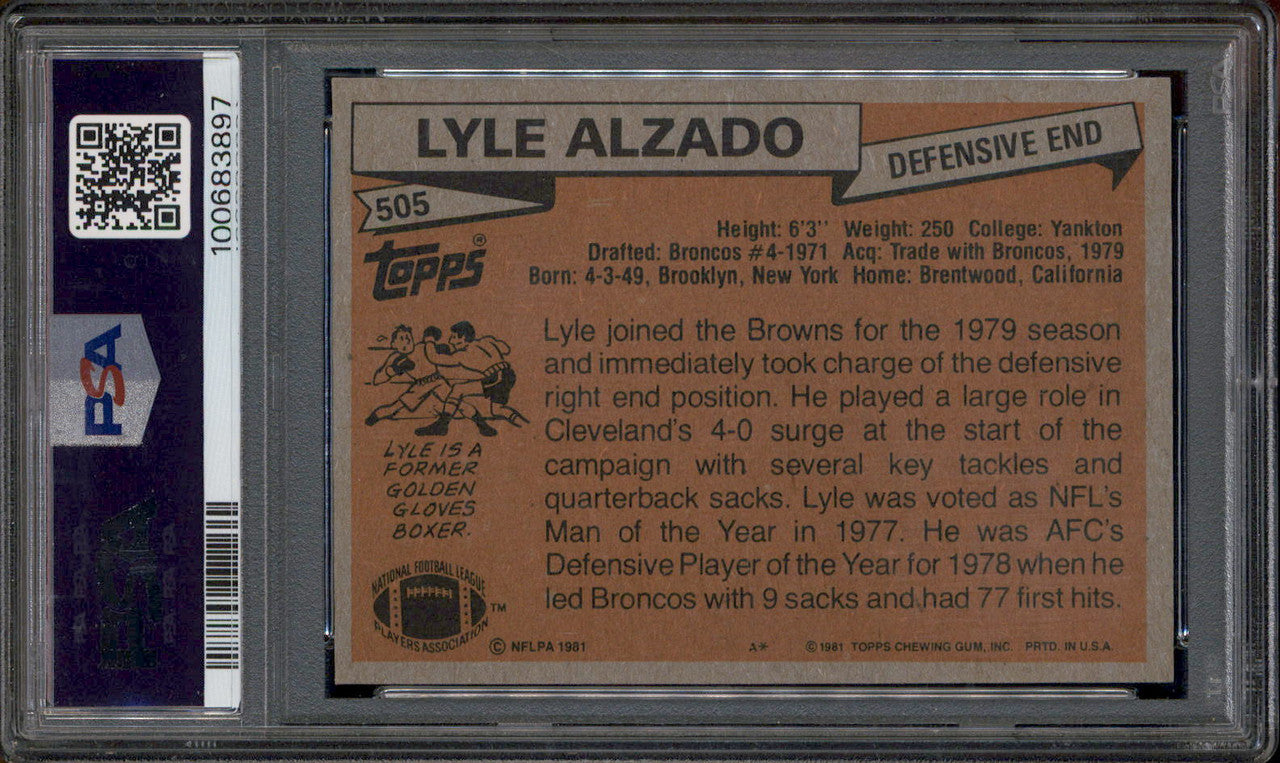 LYLE ALZADO
DEFENSIVE END
505
Topps®
Height: 6'3'' Weight: 250 College: Yankton
Drafted: Broncos #4-1971 Acq: Trade with Broncos, 1979
Born: 4-3-49, Brooklyn, New York Home: Brentwood, California
LYLE IS A
FORMER
GOLDEN
GLOVES
BOXER.
Lyle joined the Browns for the 1979 season
and immediately took charge of the defensive
right end position. He played a large role in
Cleveland's 4-0 surge at the start of the
campaign with several key tackles and
quarterback sacks. Lyle was voted as NFL's
Man of the Year in 1977. He was AFC's
Defensive Player of the Year for 1978 when he
led Broncos with 9 sacks and had 77 first hits.
NATIONAL FOOTBALL LEAGUE
PLAYERS ASSOCIATION
TM
© NFLPA 1981
A*
© 1981 TOPPS CHEWING GUM, INC. PRTD. IN U.S.A.
100683897
PSA